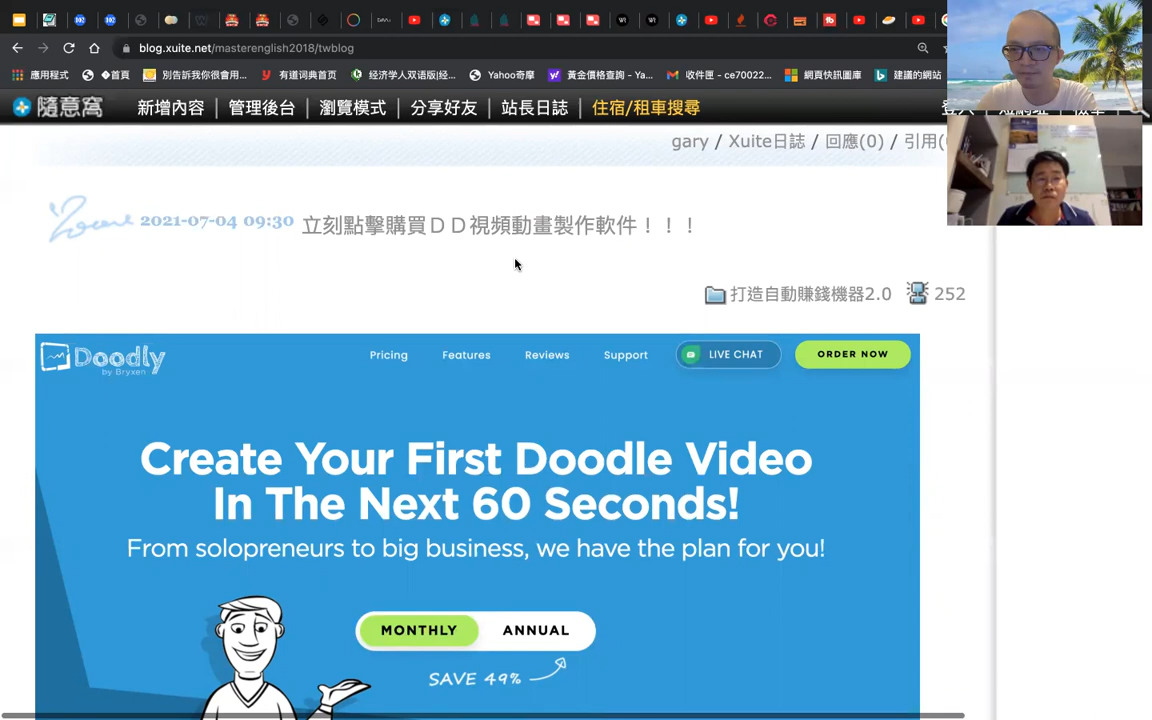 blog.xuite.net/masterenglish2018/twblog
應用程式
首頁
別告訴我你很會用...
有道词典首页
经济学人双语版|经...
Yahoo奇摩
黃金價格查詢 - Ya...
收件匣 - ce70022...
網頁快訊圖庫
建議的網站
隨意窩 新增內容 | 管理後台 | 瀏覽模式 | 分享好友 | 站長日誌 | 住宿/租車搜尋
gary / Xuite日誌 / 回應(0) / 引用(
2021-07-04 09:30 立刻點擊購買ＤＤ視頻動畫製作軟件！！！
打造自動賺錢機器2.0 252
Doodly
by Bryxen
Pricing Features Reviews Support LIVE CHAT ORDER NOW
Create Your First Doodle Video
In The Next 60 Seconds!
From solopreneurs to big business, we have the plan for you!
MONTHLY ANNUAL
SAVE 49%